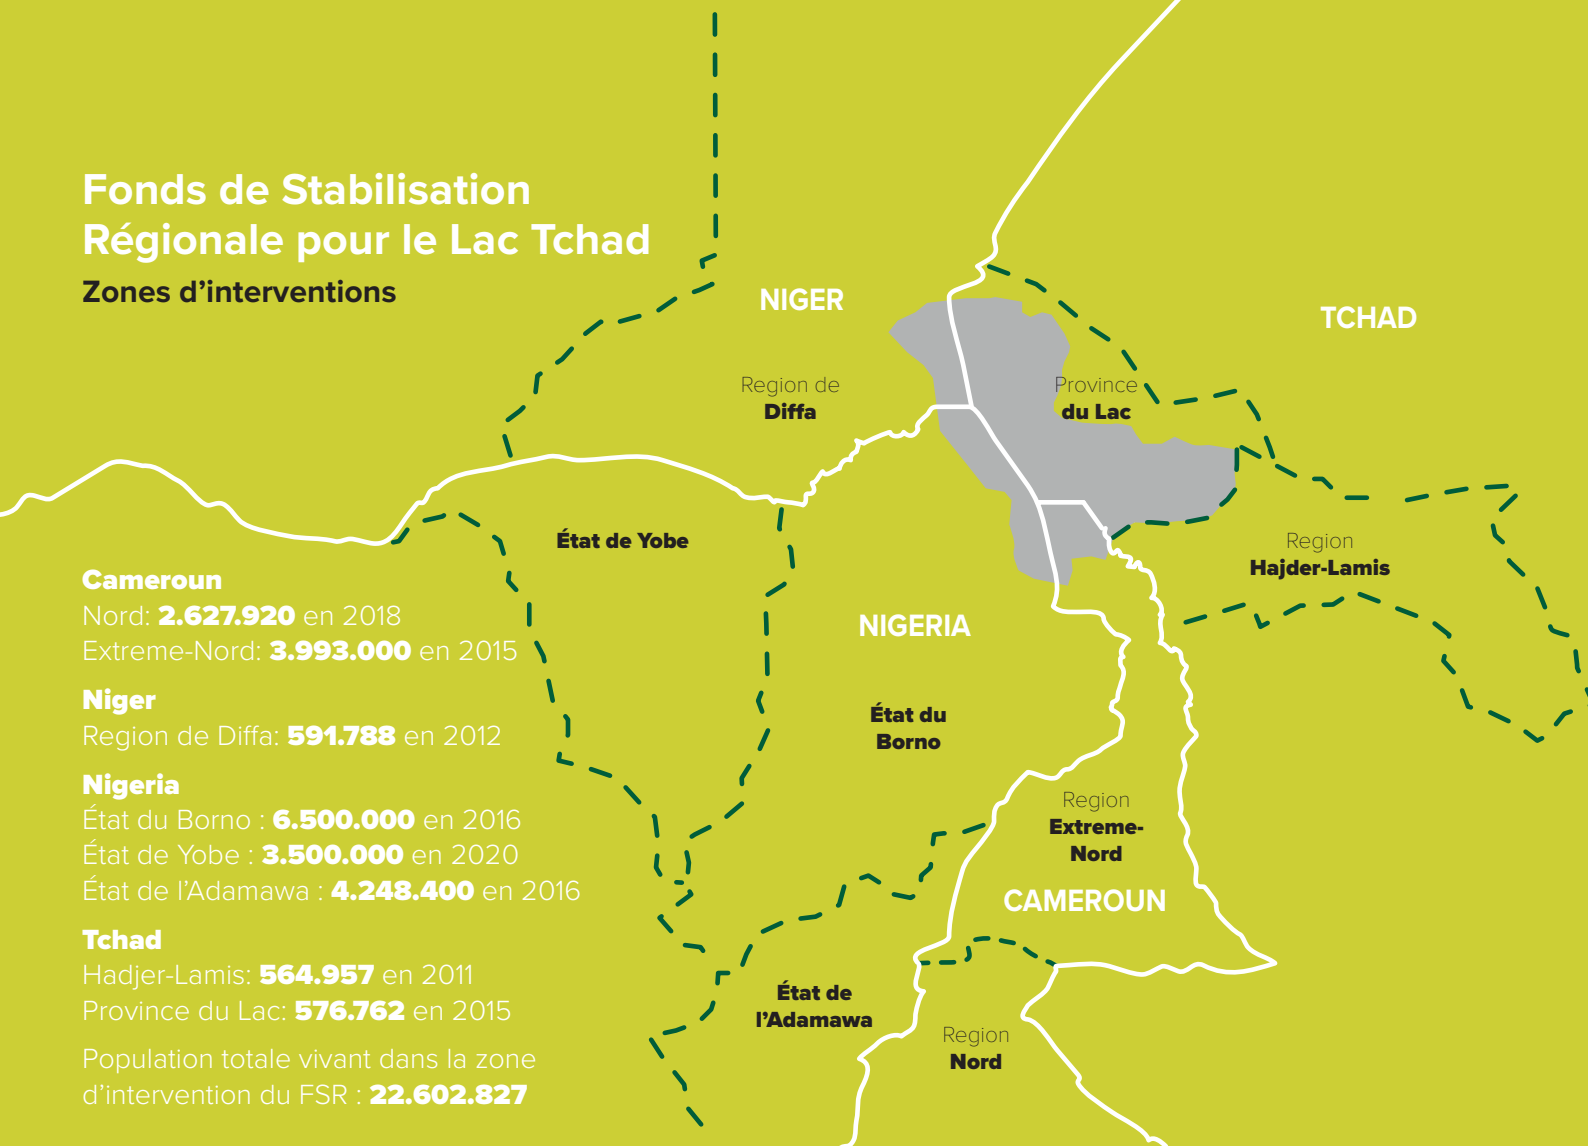 Fonds de Stabilisation
Régionale pour le Lac Tchad
Zones d'interventions
NIGER
TCHAD
Region de
Diffa
Province
du Lac
État de Yobe
Region
Hajder-Lamis
NIGERIA
État du
Borno
Region
Extreme-
Nord
CAMEROUN
État de
l'Adamawa
Region
Nord
Cameroun
Nord: 2.627.920 en 2018
Extreme-Nord: 3.993.000 en 2015
Niger
Region de Diffa: 591.788 en 2012
Nigeria
État du Borno : 6.500.000 en 2016
État de Yobe : 3.500.000 en 2020
État de l'Adamawa : 4.248.400 en 2016
Tchad
Hadjer-Lamis: 564.957 en 2011
Province du Lac: 576.762 en 2015
Population totale vivant dans la zone
d'intervention du FSR : 22.602.827